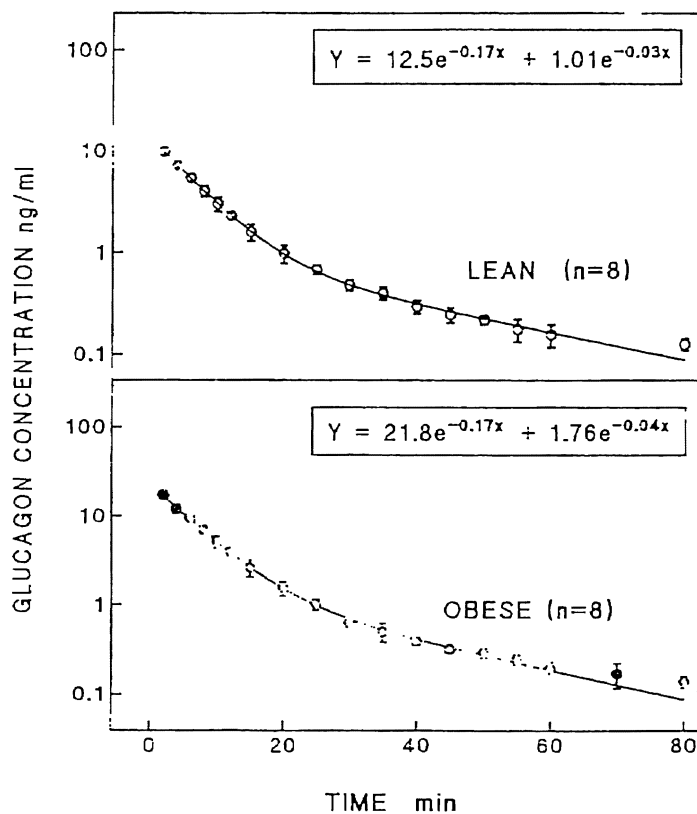 GLUCAGON CONCENTRATION ng/ml
100
10
1
0.1
Y = 12.5e^−0.17x + 1.01e^−0.03x
LEAN (n=8)
100
10
1
0.1
Y = 21.8e^−0.17x + 1.76e^−0.04x
OBESE (n=8)
0 20 40 60 80
TIME min